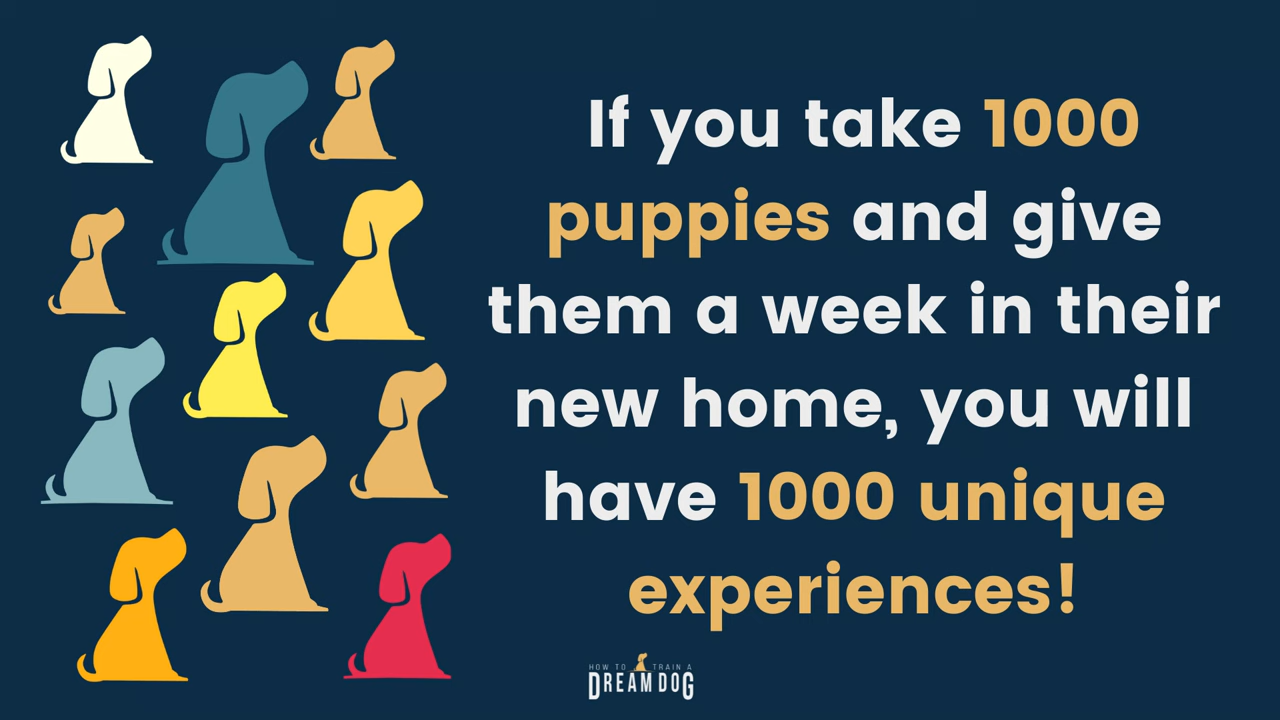 If you take 1000
puppies and give
them a week in their
new home, you will
have 1000 unique
experiences!
HOW TO TRAIN A
DREAM DOG